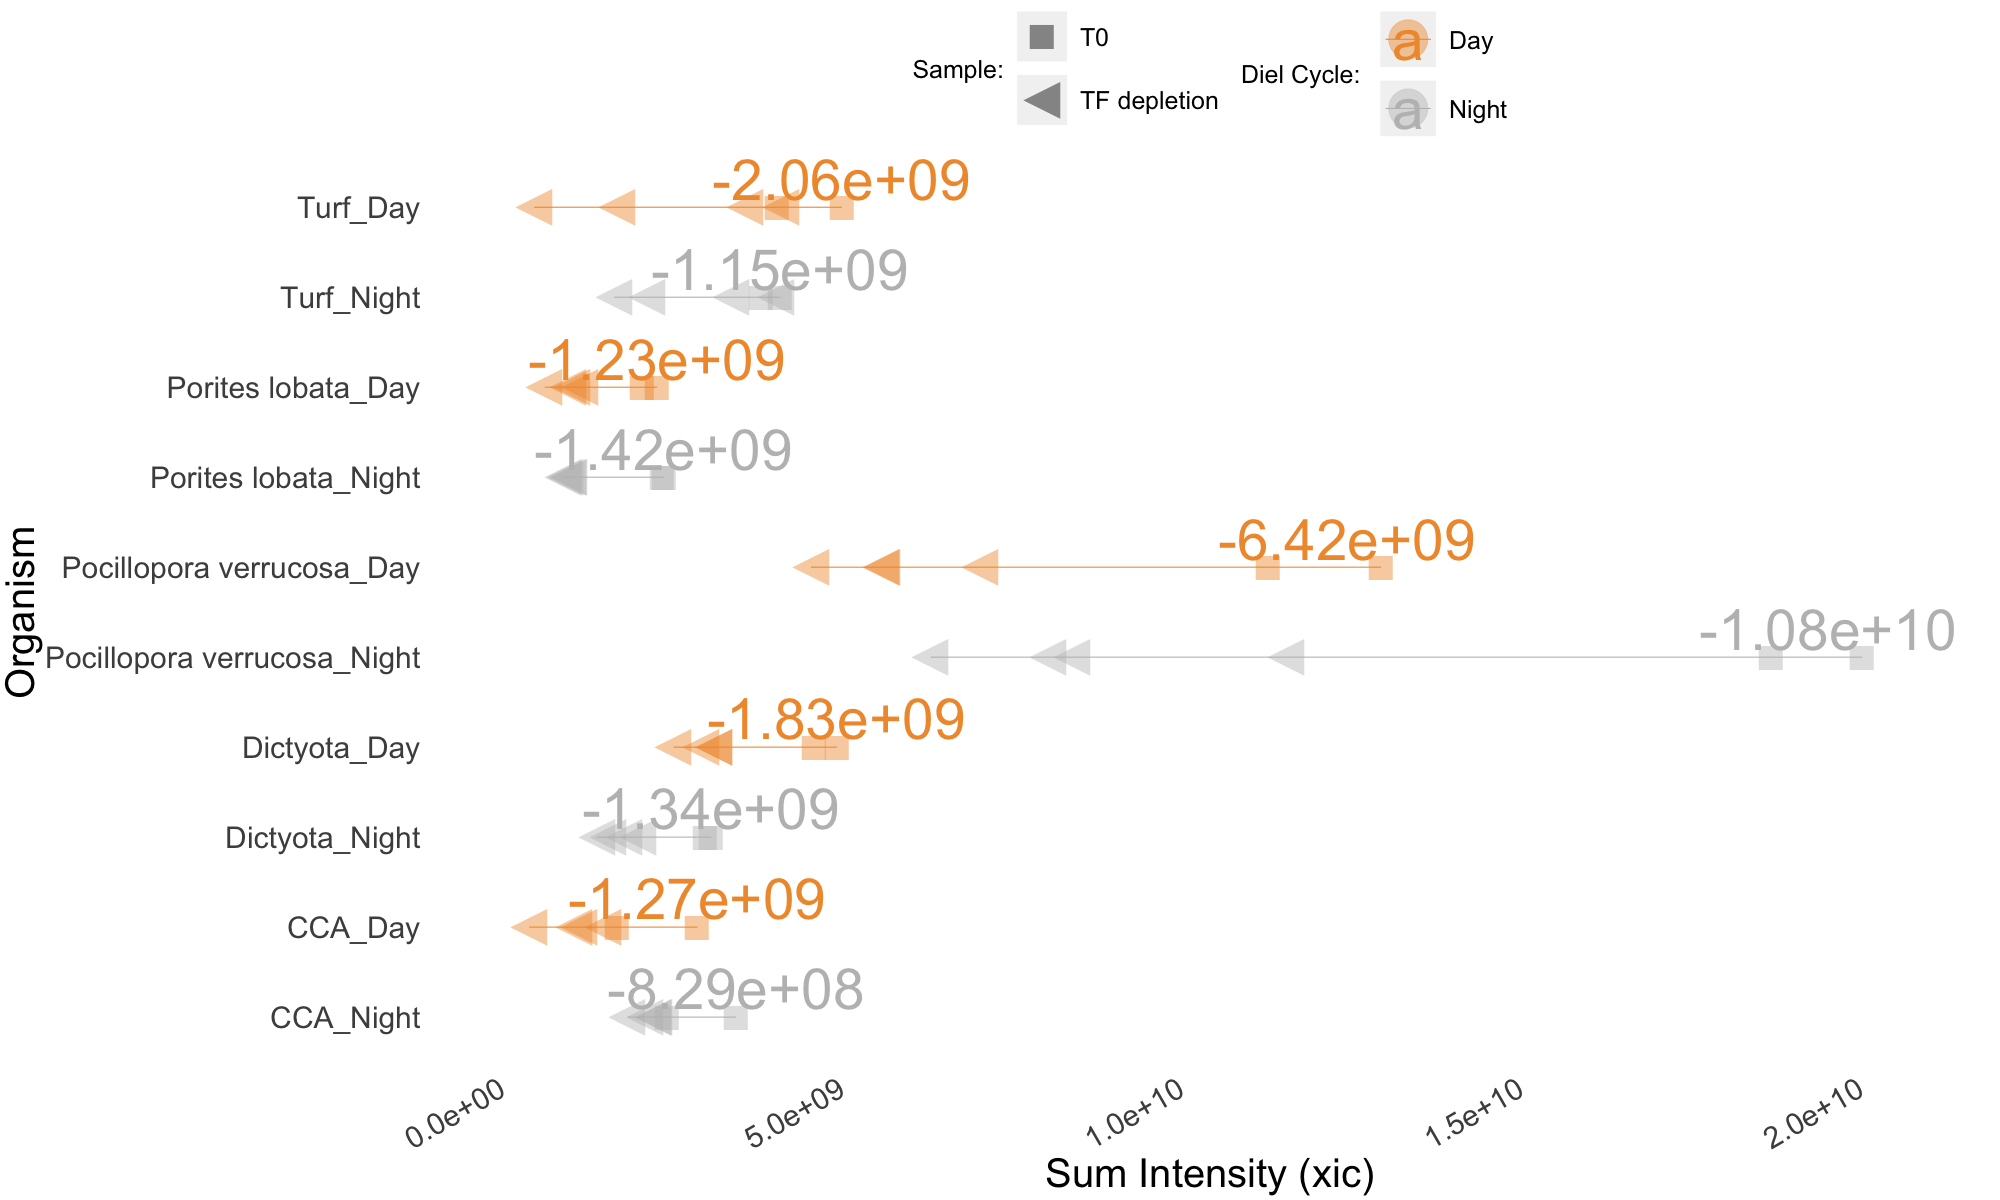 Sample:
T0
TF depletion
Diel Cycle:
a Day
a Night
Organism
Turf_Day
-2.06e+09
Turf_Night
-1.15e+09
Porites lobata_Day
-1.23e+09
Porites lobata_Night
-1.42e+09
Pocillopora verrucosa_Day
-6.42e+09
Pocillopora verrucosa_Night
-1.08e+10
Dictyota_Day
-1.83e+09
Dictyota_Night
-1.34e+09
CCA_Day
-1.27e+09
CCA_Night
-8.29e+08
0.0e+00
5.0e+09
1.0e+10
1.5e+10
2.0e+10
Sum Intensity (xic)